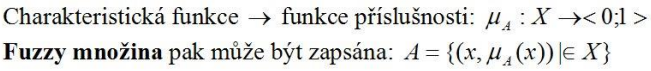 Charakteristická funkce → funkce příslušnosti: μ_A : X →< 0;1 >
Fuzzy množina pak může být zapsána: A = {(x, μ_A(x))|∈ X}